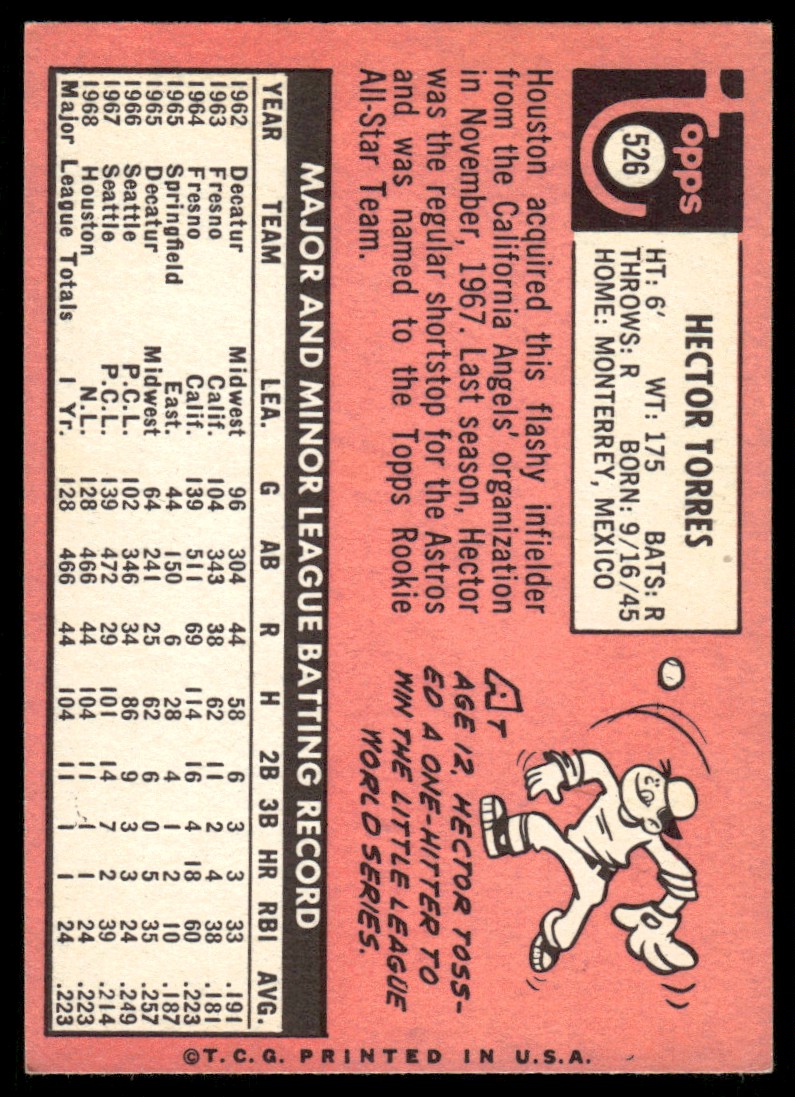 Topps
526
HECTOR TORRES
HT: 6' WT: 175 BATS: R
THROWS: R BORN: 9/16/45
HOME: MONTERREY, MEXICO
Houston acquired this flashy infielder
from the California Angels' organization
in November, 1967. Last season, Hector
was the regular shortstop for the Astros
and was named to the Topps Rookie
All-Star Team.
AT
AGE 12, HECTOR TOSS-
ED A ONE-HITTER TO
WIN THE LITTLE LEAGUE
WORLD SERIES.
MAJOR AND MINOR LEAGUE BATTING RECORD
YEAR TEAM LEA. G AB R H 2B 3B HR RBI AVG.
1962 Decatur Midwest 96 304 44 58 6 3 3 33 .191
1963 Fresno Calif. 104 343 38 62 11 2 4 38 .181
1964 Fresno Calif. 139 511 69 114 16 4 18 60 .223
1965 Springfield East. 44 150 6 28 4 1 2 10 .187
1965 Decatur Midwest 64 241 25 62 6 0 5 35 .257
1966 Seattle P.C.L. 102 346 34 86 9 3 3 24 .249
1967 Seattle P.C.L. 139 472 29 101 14 7 2 39 .214
1968 Houston N.L. 128 466 44 104 11 1 1 24 .223
Major League Totals 1 Yr. 128 466 44 104 11 1 1 24 .223
©T.C.G. PRINTED IN U.S.A.